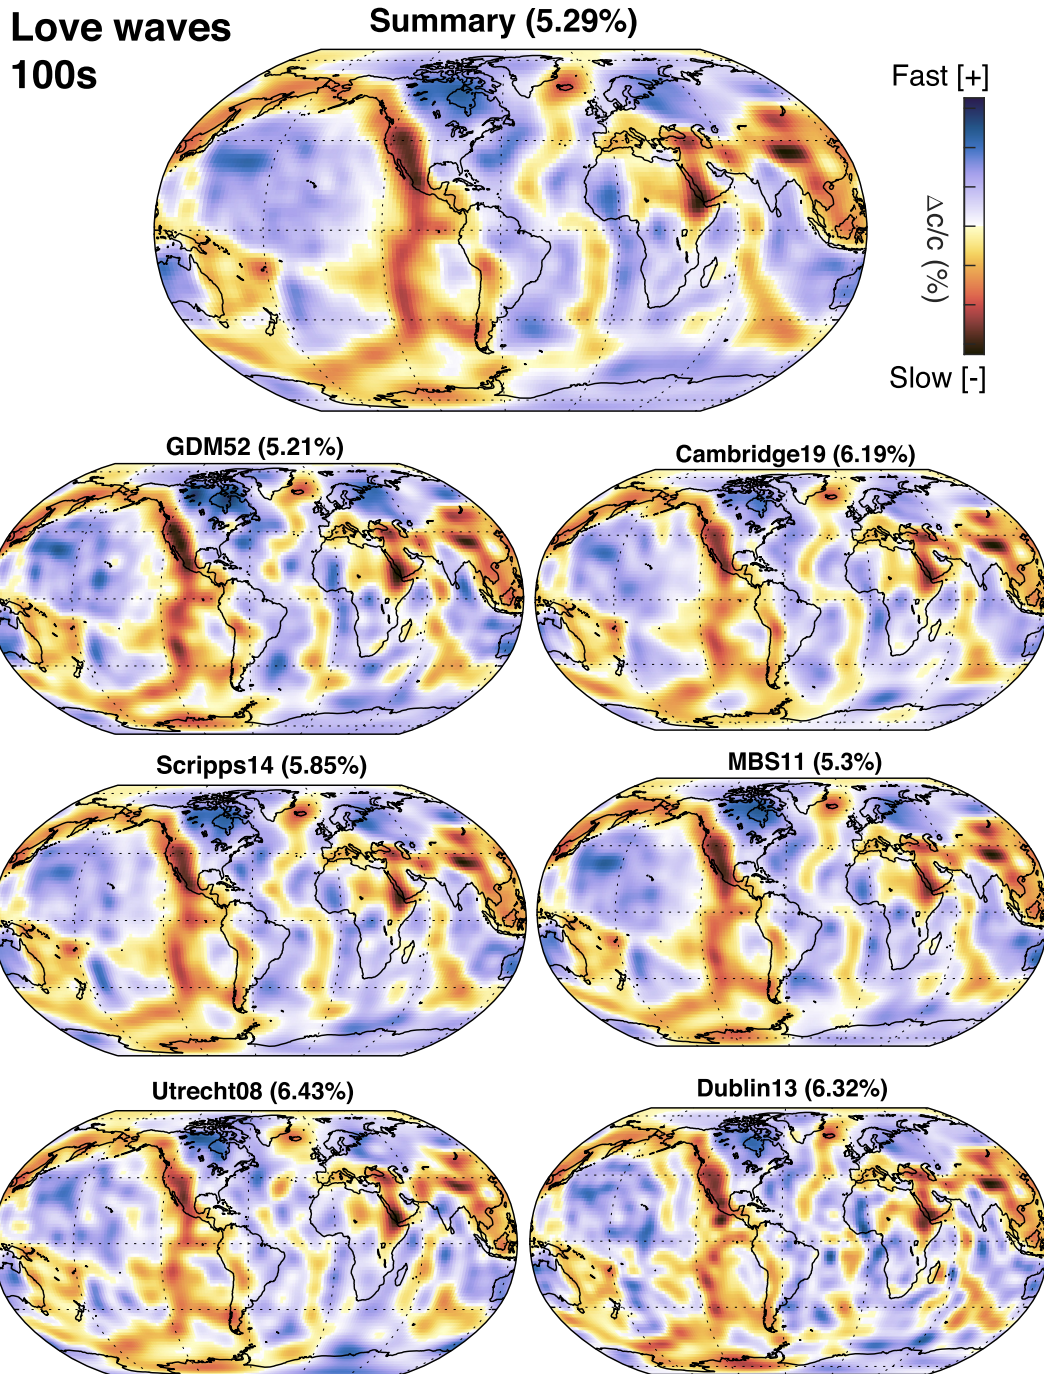 Love waves
100s
Summary (5.29%)
Fast [+]
Δc/c (%)
Slow [-]
GDM52 (5.21%)
Cambridge19 (6.19%)
Scripps14 (5.85%)
MBS11 (5.3%)
Utrecht08 (6.43%)
Dublin13 (6.32%)